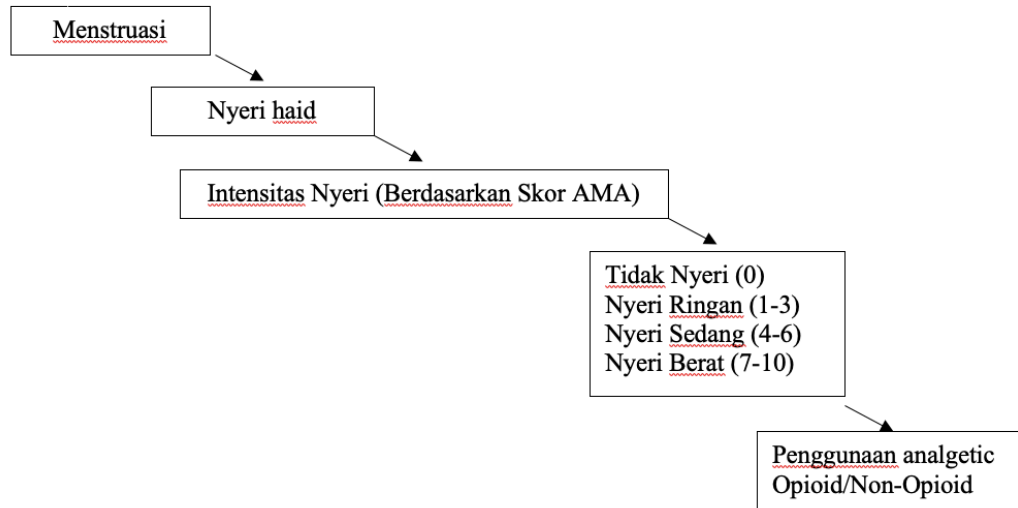 Menstruasi
Nyeri haid
Intensitas Nyeri (Berdasarkan Skor AMA)
Tidak Nyeri (0)
Nyeri Ringan (1-3)
Nyeri Sedang (4-6)
Nyeri Berat (7-10)
Penggunaan analgetic
Opioid/Non-Opioid